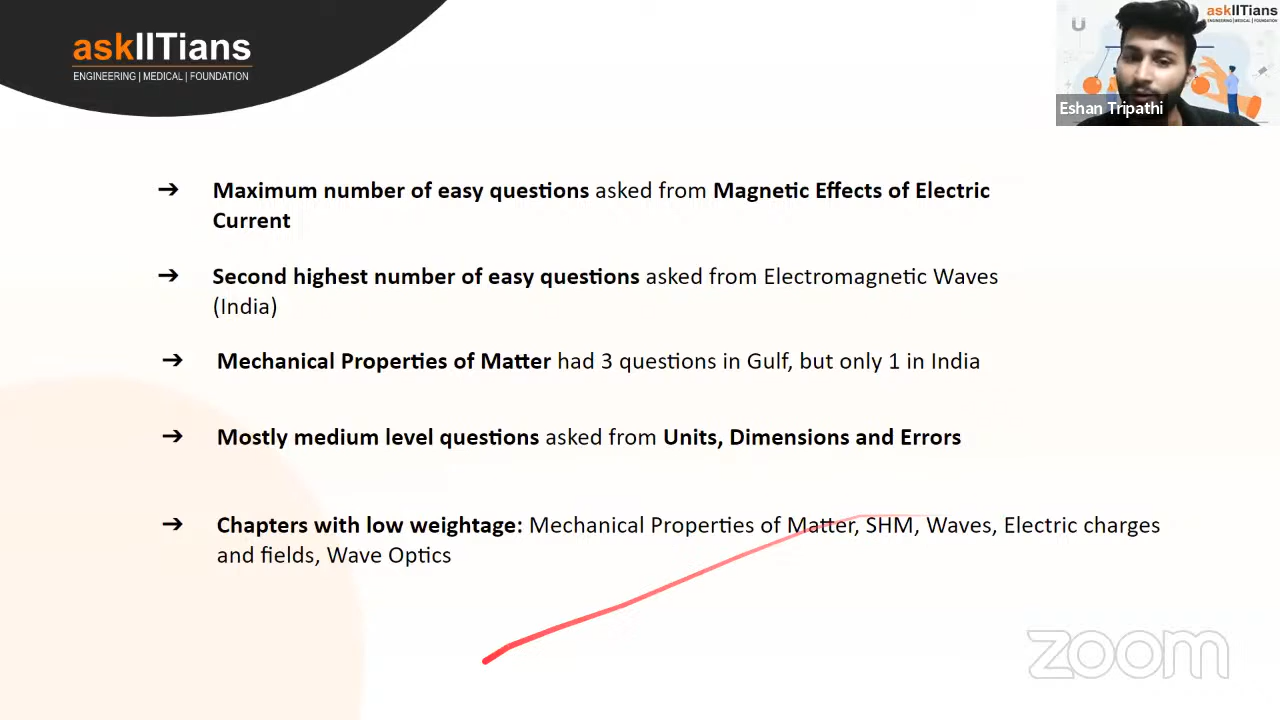 askIITians
ENGINEERING | MEDICAL | FOUNDATION
askIITians
ENGINEERING | MEDICAL | FOUNDATION
U
Eshan Tripathi
➔ Maximum number of easy questions asked from Magnetic Effects of Electric
Current
➔ Second highest number of easy questions asked from Electromagnetic Waves
(India)
➔ Mechanical Properties of Matter had 3 questions in Gulf, but only 1 in India
➔ Mostly medium level questions asked from Units, Dimensions and Errors
➔ Chapters with low weightage: Mechanical Properties of Matter, SHM, Waves, Electric charges
and fields, Wave Optics
zoom